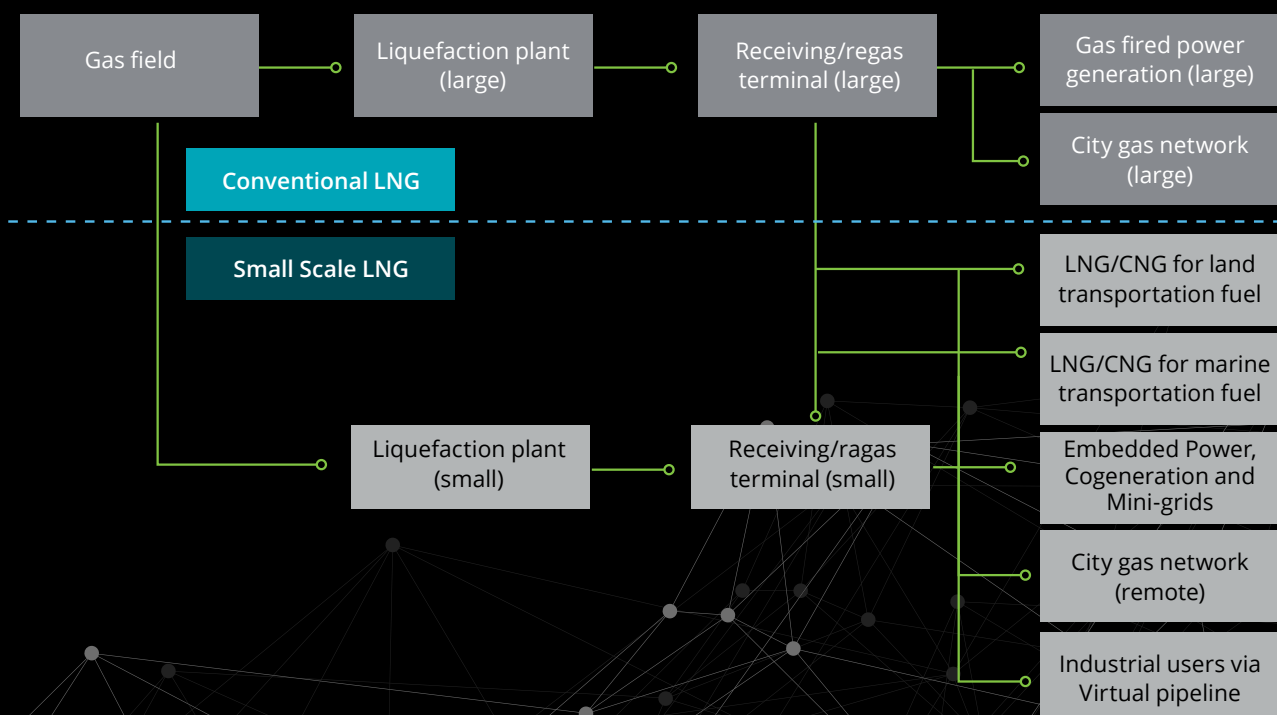 Gas field
Liquefaction plant
(large)
Receiving/regas
terminal (large)
Gas fired power
generation (large)
City gas network
(large)
Conventional LNG
Small Scale LNG
LNG/CNG for land
transportation fuel
LNG/CNG for marine
transportation fuel
Liquefaction plant
(small)
Receiving/ragas
terminal (small)
Embedded Power,
Cogeneration and
Mini-grids
City gas network
(remote)
Industrial users via
Virtual pipeline